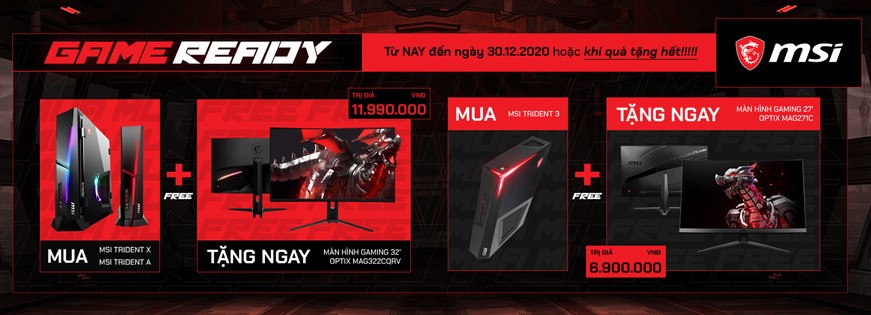 GAME READY
Từ NAY đến ngày 30.12.2020 hoặc khi quà tặng hết!!!!!
msi
TRỊ GIÁ VNĐ
11.990.000
+
FREE
MUA
MSI TRIDENT X
MSI TRIDENT A
TẶNG NGAY
MÀN HÌNH GAMING 32'
OPTIX MAG322CQRV
MUA MSI TRIDENT 3
+
FREE
TẶNG NGAY
MÀN HÌNH GAMING 27'
OPTIX MAG271C
TRỊ GIÁ VNĐ
6.900.000